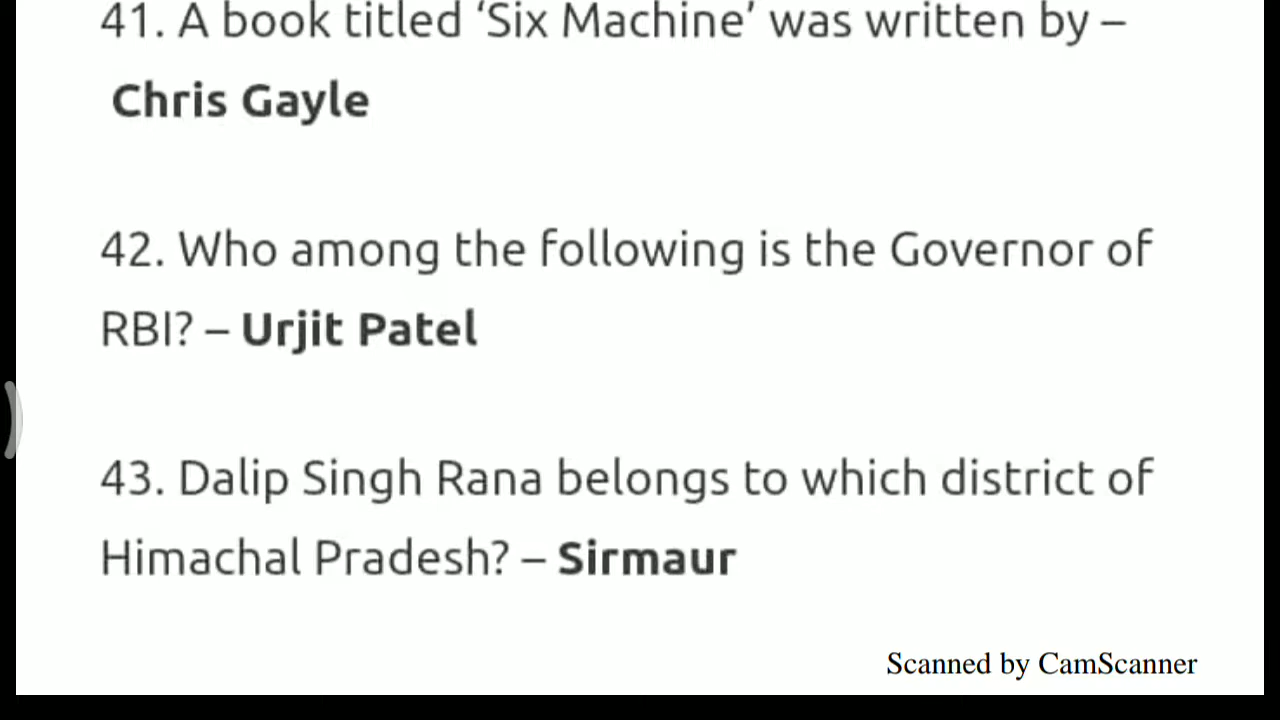 41. A book titled ‘Six Machine’ was written by –
Chris Gayle
42. Who among the following is the Governor of
RBI? – Urjit Patel
43. Dalip Singh Rana belongs to which district of
Himachal Pradesh? – Sirmaur
Scanned by CamScanner